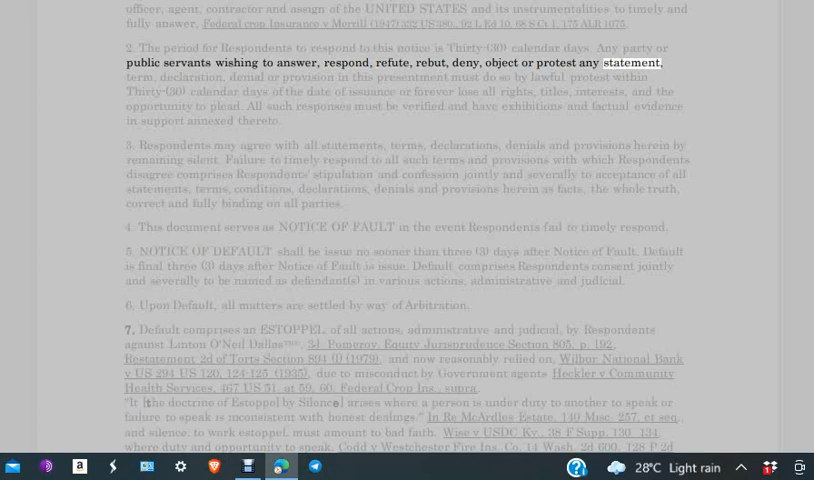 officer, agent, contractor and assign of the UNITED STATES and its instrumentalities to timely and
fully answer, Federal crop Insurance v Merrill (1947) 332 US 380., 92 L Ed 10, 68 S Ct 1, 175 ALR 1075.
2. The period for Respondents to respond to this notice is Thirty-(30) calendar days. Any party or
public servants wishing to answer, respond, refute, rebut, deny, object or protest any statement,
term, declaration, denial or provision in this presentment must do so by lawful protest within
Thirty-(30) calendar days of the date of issuance or forever lose all rights, titles, interests, and the
opportunity to plead. All such responses must be verified and have exhibitions and factual evidence
in support annexed thereto.
3. Respondents may agree with all statements, terms, declarations, denials and provisions herein by
remaining silent. Failure to timely respond to all such terms and provisions with which Respondents
disagree comprises Respondents' stipulation and confession jointly and severally to acceptance of all
statements, terms, conditions, declarations, denials and provisions herein as facts, the whole truth,
correct and fully binding on all parties.
4. This document serves as NOTICE OF FAULT in the event Respondents fail to timely respond.
5. NOTICE OF DEFAULT shall be issue no sooner than three (3) days after Notice of Fault. Default
is final three (3) days after Notice of Fault is issue. Default comprises Respondents consent jointly
and severally to be named as defendant(s) in various actions, administrative and judicial.
6. Upon Default, all matters are settled by way of Arbitration.
7. Default comprises an ESTOPPEL of all actions, administrative and judicial, by Respondents
against Linton O'Neil Dallas 3d. Pomeroy, Equity Jurisprudence Section 805, p. 192,
Restatement 2d of Torts Section 894 (1) (1979), and now reasonably relied on, Wilbur National Bank
v US 294 US 120, 124-125 (1935), due to misconduct by Government agents Heckler v Community
Health Services, 467 US 51, at 59, 60, Federal Crop Ins., supra.
"It [the doctrine of Estoppel by Silence] arises where a person is under duty to another to speak or
failure to speak is inconsistent with honest dealings." In Re McArdles Estate, 140 Misc. 257, et seq.,
and silence, to work estoppel, must amount to bad faith. Wise v USDC Ky., 38 F Supp. 130, 134,
where duty and opportunity to speak. Codd v Westchester Fire Ins. Co. 14 Wash. 2d 600, 128 P 2d
28°C Light rain